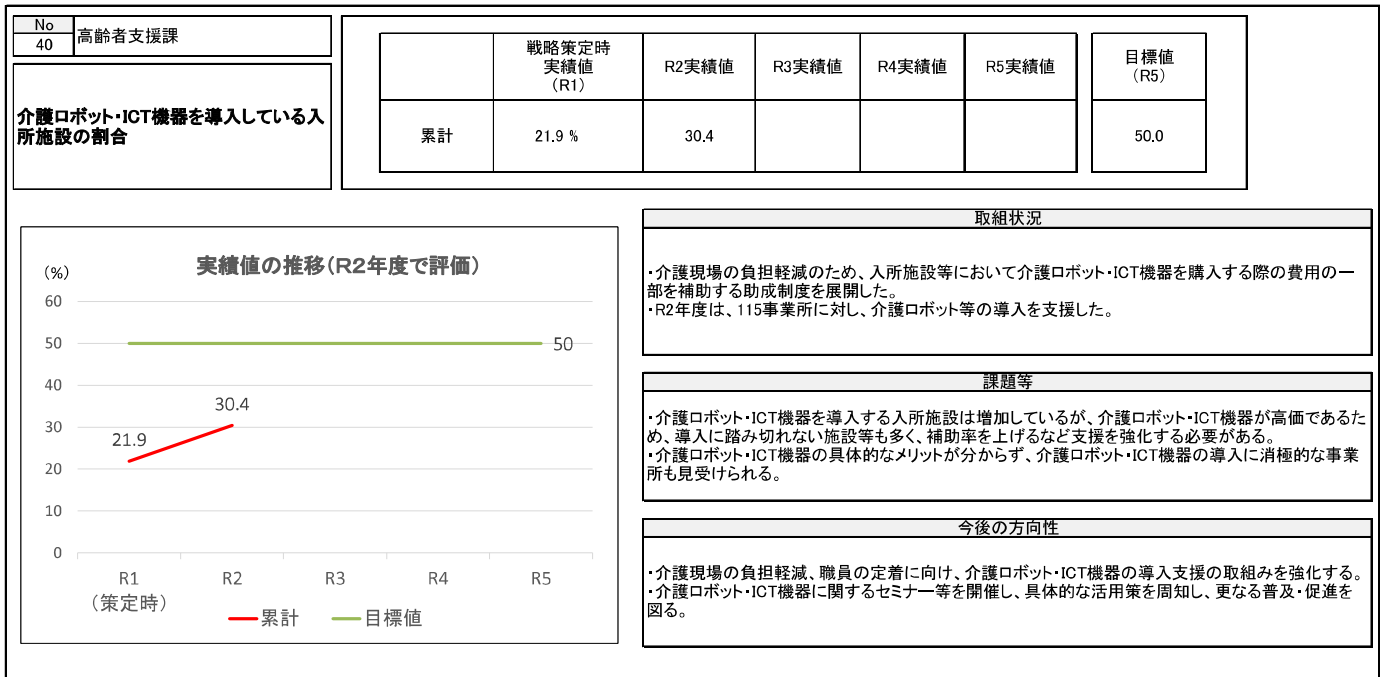 No
40
高齢者支援課
介護ロボット・ICT機器を導入している入
所施設の割合
戦略策定時
実績値
（R1）
R2実績値
R3実績値
R4実績値
R5実績値
目標値
（R5）
累計
21.9 %
30.4
50.0
実績値の推移（R2年度で評価）
(%)
60
50
40
30
20
10
0
21.9
30.4
50
R1
（策定時）
R2
R3
R4
R5
累計
目標値
取組状況
・介護現場の負担軽減のため、入所施設等において介護ロボット・ICT機器を購入する際の費用の一
部を補助する助成制度を展開した。
・R2年度は、115事業所に対し、介護ロボット等の導入を支援した。
課題等
・介護ロボット・ICT機器を導入する入所施設は増加しているが、介護ロボット・ICT機器が高価であるた
め、導入に踏み切れない施設等も多く、補助率を上げるなど支援を強化する必要がある。
・介護ロボット・ICT機器の具体的なメリットが分からず、介護ロボット・ICT機器の導入に消極的な事業
所も見受けられる。
今後の方向性
・介護現場の負担軽減、職員の定着に向け、介護ロボット・ICT機器の導入支援の取組みを強化する。
・介護ロボット・ICT機器に関するセミナー等を開催し、具体的な活用策を周知し、更なる普及・促進を
図る。